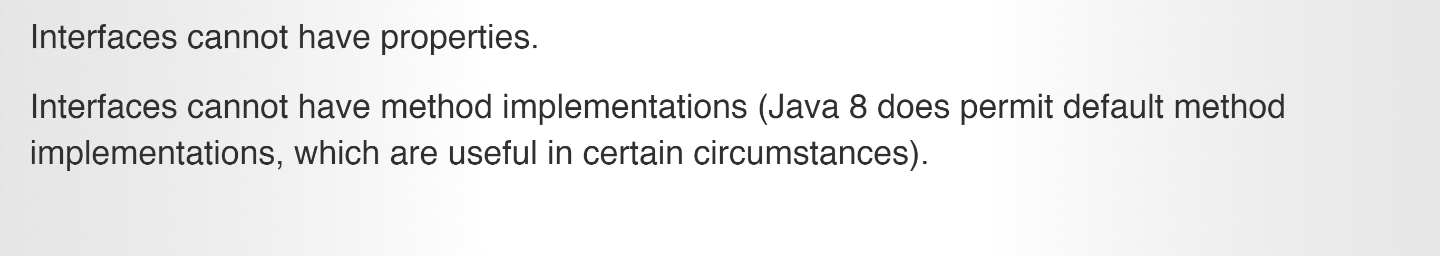 Interfaces cannot have properties.
Interfaces cannot have method implementations (Java 8 does permit default method
implementations, which are useful in certain circumstances).